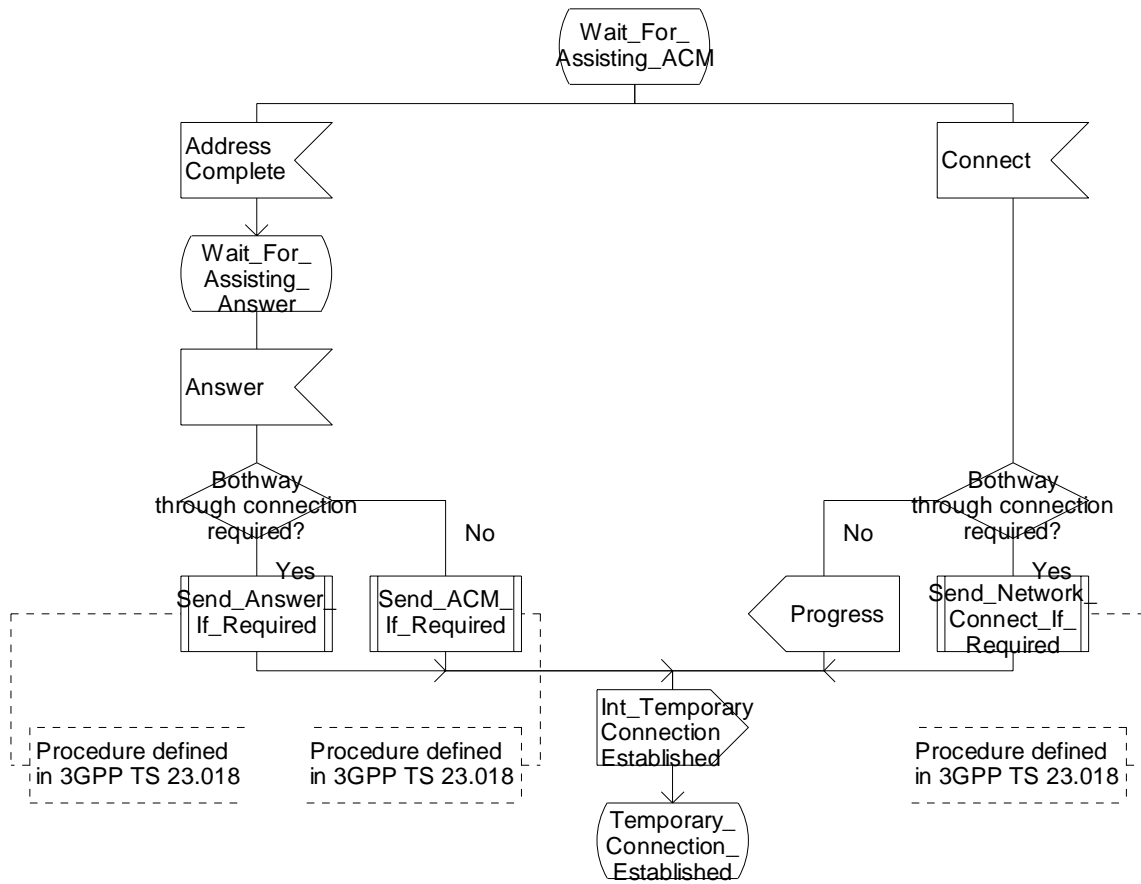 Wait_For_
Assisting_ACM
Address
Complete
Connect
Wait_For_
Assisting_
Answer
Answer
Bothway
through connection
required?
Bothway
through connection
required?
No
No
Yes
Yes
Send_Answer_
If_Required
Send_ACM_
If_Required
Progress
Send_Network_
Connect_If_
Required
Int_Temporary
Connection
Established
Procedure defined
in 3GPP TS 23.018
Procedure defined
in 3GPP TS 23.018
Procedure defined
in 3GPP TS 23.018
Temporary_
Connection_
Established